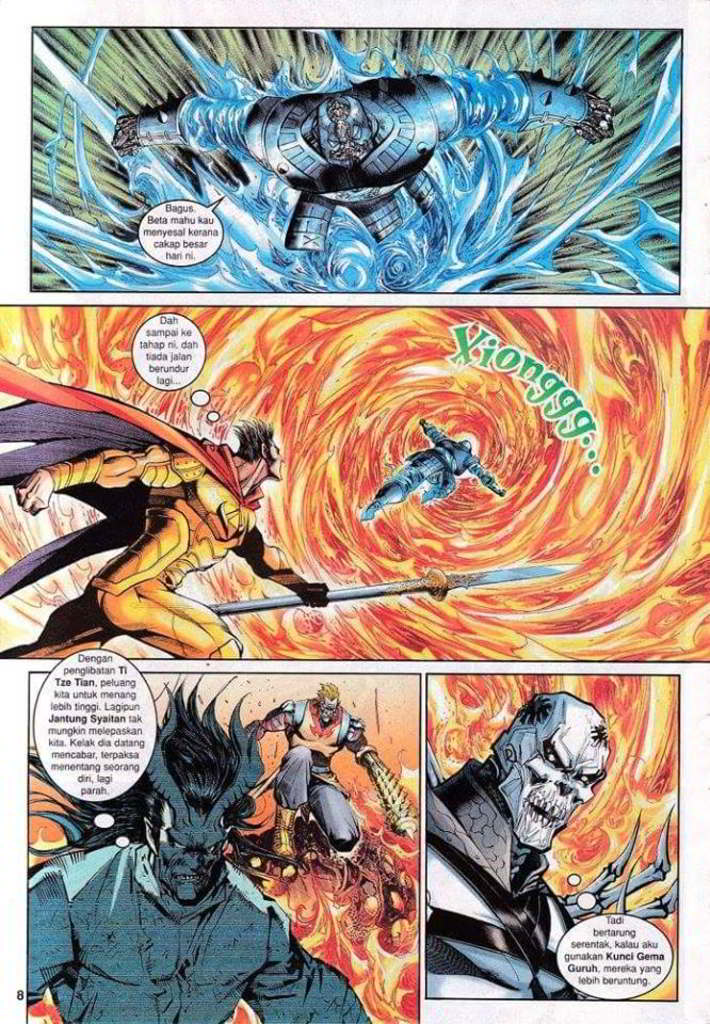 Bagus.
Beta mahu kau
menyesal kerana
cakap besar
hari ni.
Dah
sampai ke
tahap ni, dah
tiada jalan
berundur
lagi...
Xionggg...
Dengan
penglibatan Ti
Tze Tian, peluang
kita untuk menang
lebih tinggi. Lagipun
Jantung Syaitan tak
mungkin melepaskan
kita. Kelak dia datang
mencabar, terpaksa
menentang seorang
diri, lagi
parah.
Tadi
bertarung
serentak, kalau aku
gunakan Kunci Gema
Guruh, mereka yang
lebih beruntung.
8